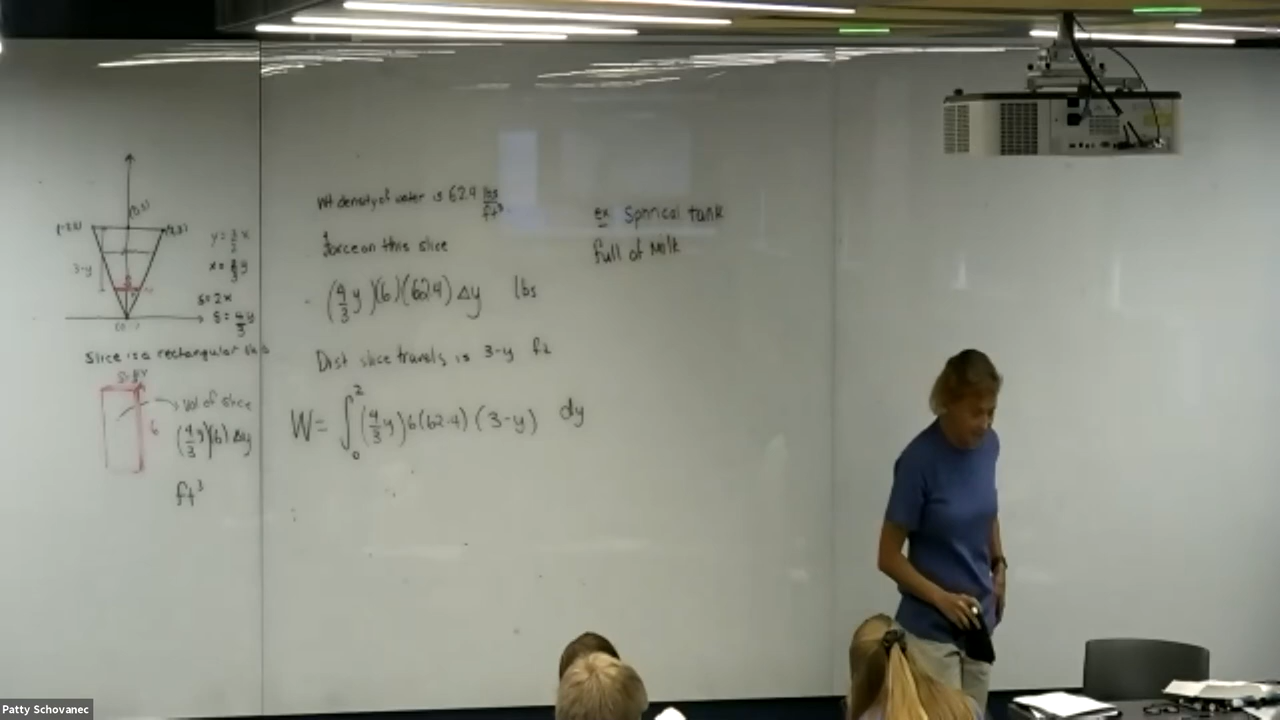 (0,3)
(-2,3)
(2,3)
3-y
y = 3/2 x
x = 2/3 y
s = 2x
s = 4/3 y
Slice is a rectangular
Vol of slice
(4/3 y)(6) Δy
6
ft³
Wt density of water is 62.4 lbs/ft³
force on this slice
(4/3 y)(6)(62.4) Δy lbs
Dist slice travels is 3-y ft
W = ∫₀² (4/3 y) 6(62.4) (3-y) dy
ex Sphrical tank
full of Milk
Patty Schovanec